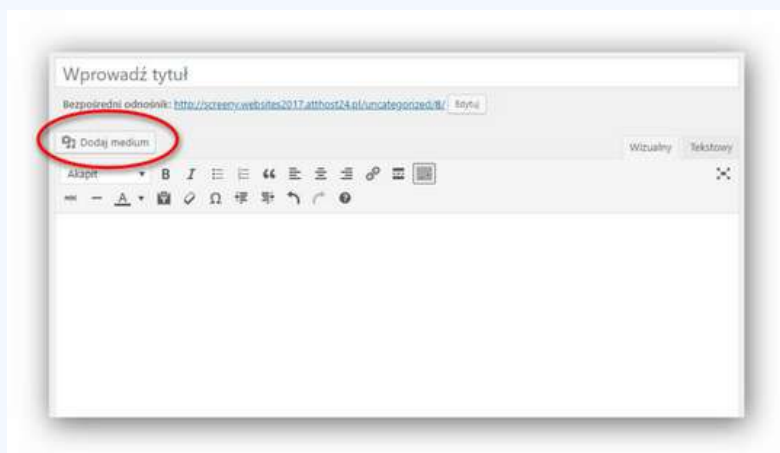 Wprowadź tytuł
Bezpośredni odnośnik: http://screeny.websites2017.atthost24.pl/uncategorized/8/ Edytuj
Dodaj medium
Wizualny Tekstowy
Akapit B I
A Ω